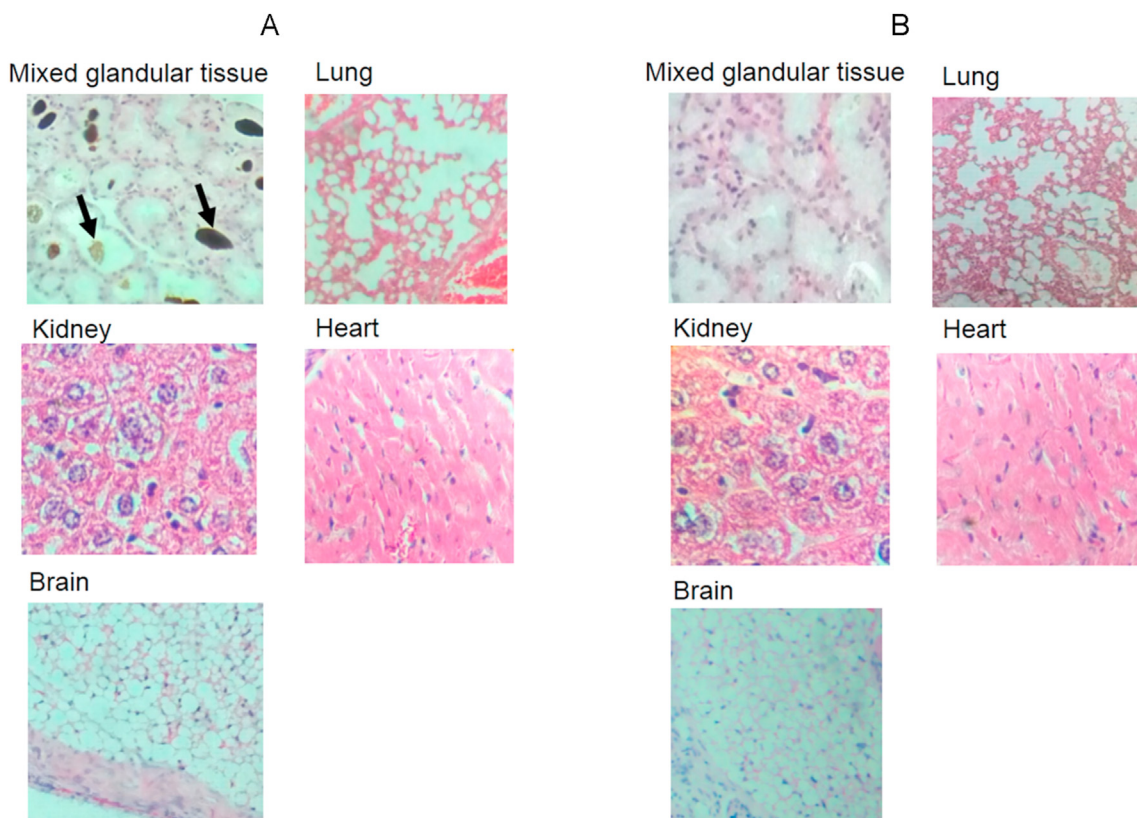 A
Mixed glandular tissue
Lung
Kidney
Heart
Brain
B
Mixed glandular tissue
Lung
Kidney
Heart
Brain